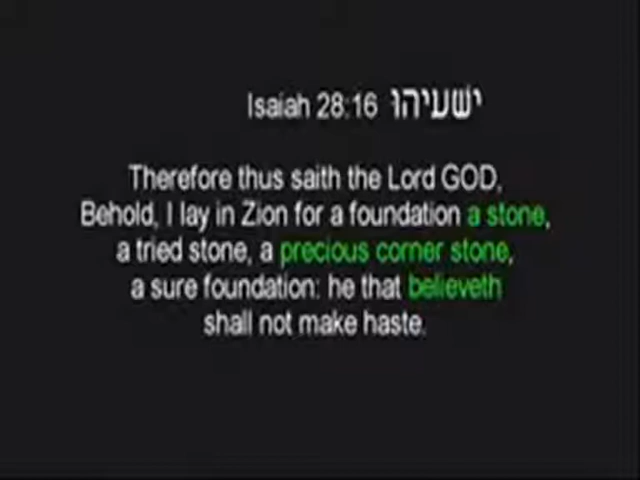 Isaiah 28:16 ישעיהו
Therefore thus saith the Lord GOD,
Behold, I lay in Zion for a foundation a stone,
a tried stone, a precious corner stone,
a sure foundation: he that believeth
shall not make haste.